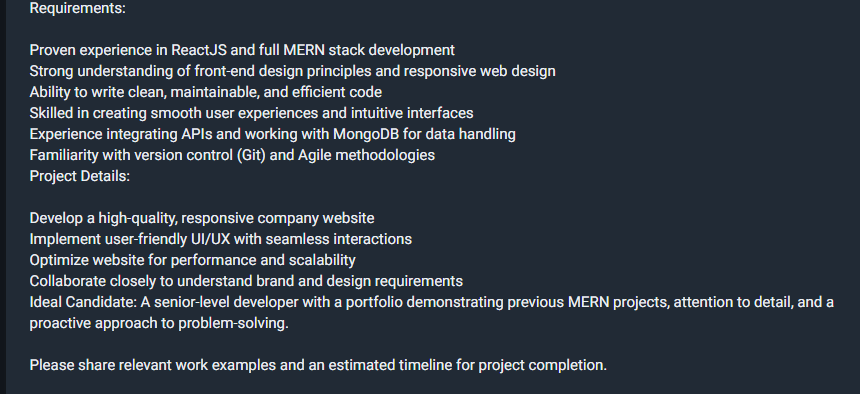 Requirements:
Proven experience in ReactJS and full MERN stack development
Strong understanding of front-end design principles and responsive web design
Ability to write clean, maintainable, and efficient code
Skilled in creating smooth user experiences and intuitive interfaces
Experience integrating APIs and working with MongoDB for data handling
Familiarity with version control (Git) and Agile methodologies
Project Details:
Develop a high-quality, responsive company website
Implement user-friendly UI/UX with seamless interactions
Optimize website for performance and scalability
Collaborate closely to understand brand and design requirements
Ideal Candidate: A senior-level developer with a portfolio demonstrating previous MERN projects, attention to detail, and a
proactive approach to problem-solving.
Please share relevant work examples and an estimated timeline for project completion.